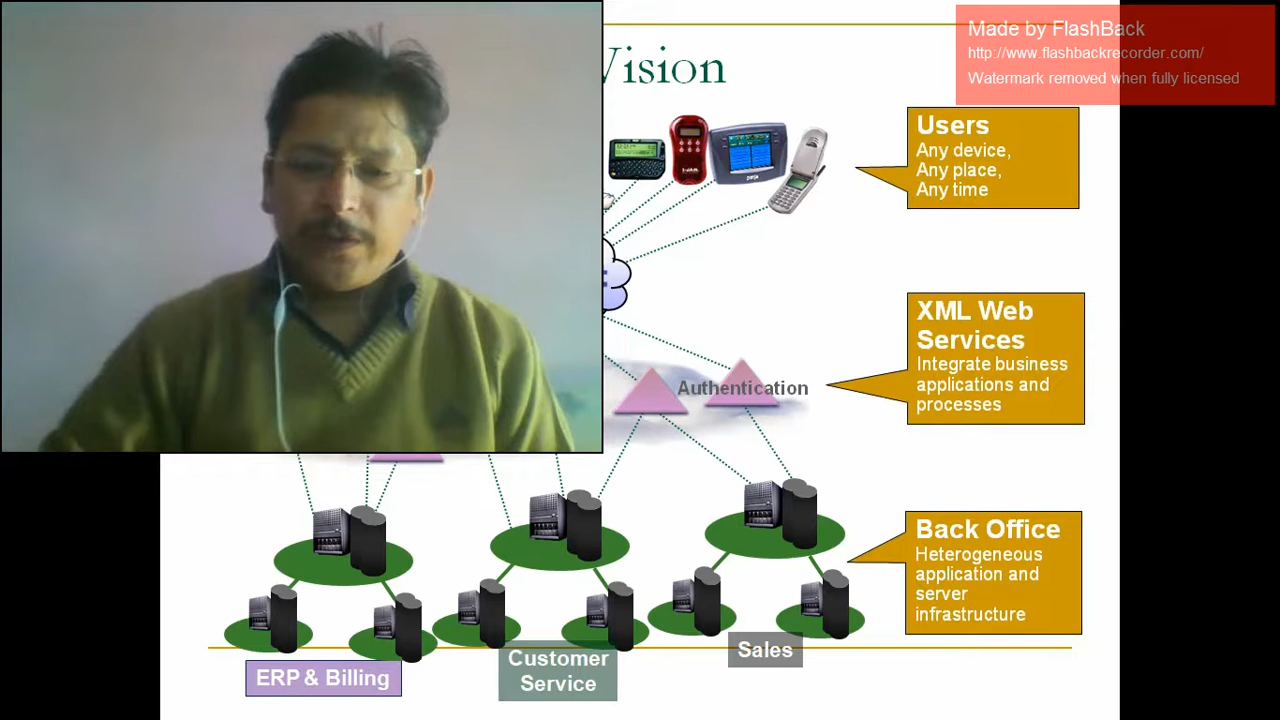 Made by FlashBack
http://www.flashbackrecorder.com/
Watermark removed when fully licensed
Vision
Users
Any device,
Any place,
Any time
XML Web
Services
Integrate business
applications and
processes
Authentication
Back Office
Heterogeneous
application and
server
infrastructure
ERP & Billing
Customer
Service
Sales